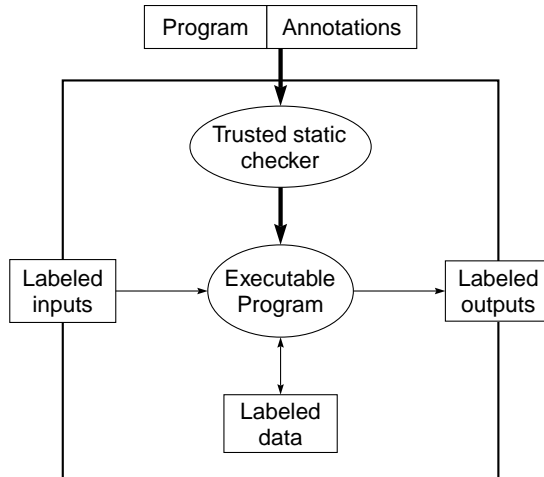 Program Annotations
Trusted static
checker
Labeled
inputs
Executable
Program
Labeled
outputs
Labeled
data